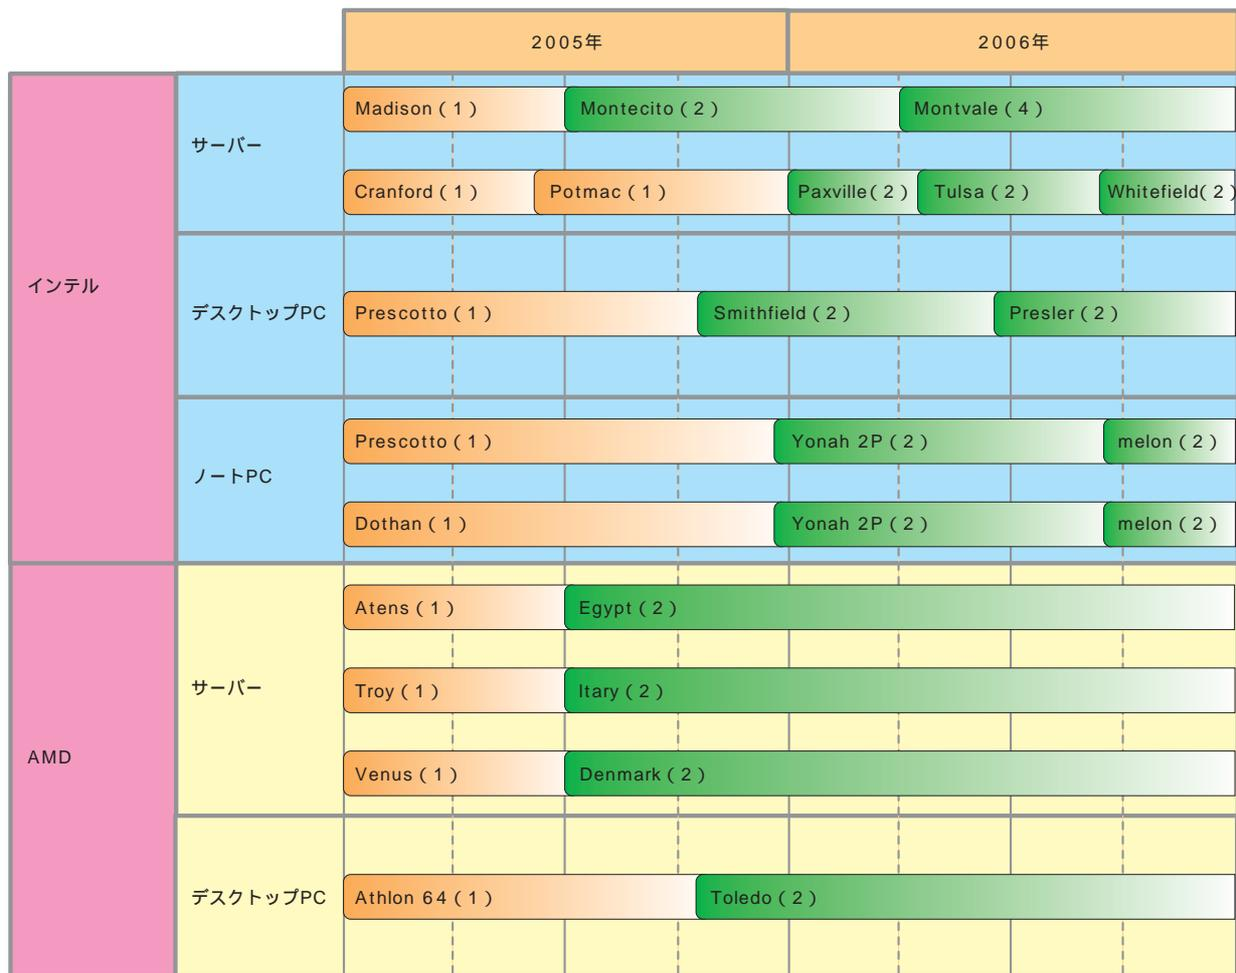 2005年 2006年
サーバー
Madison ( 1 ) Montecito ( 2 ) Montvale ( 4 )
Cranford ( 1 ) Potmac ( 1 ) Paxville( 2 ) Tulsa ( 2 ) Whitefield( 2 )
インテル
デスクトップPC
Prescotto ( 1 ) Smithfield ( 2 ) Presler ( 2 )
ノートPC
Prescotto ( 1 ) Yonah 2P ( 2 ) melon ( 2 )
Dothan ( 1 ) Yonah 2P ( 2 ) melon ( 2 )
AMD
サーバー
Atens ( 1 ) Egypt ( 2 )
Troy ( 1 ) Itary ( 2 )
Venus ( 1 ) Denmark ( 2 )
デスクトップPC
Athlon 64 ( 1 ) Toledo ( 2 )